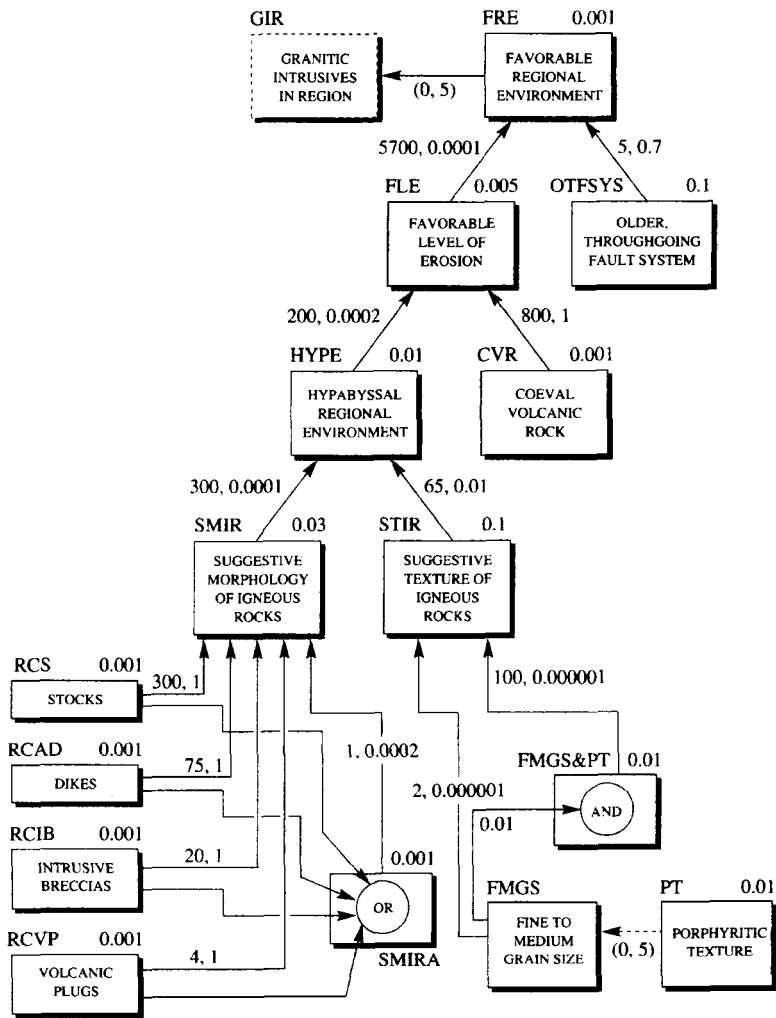 GIR
GRANITIC
INTRUSIVES
IN REGION
(0, 5)
FRE 0.001
FAVORABLE
REGIONAL
ENVIRONMENT
5700, 0.0001
5, 0.7
FLE 0.005
FAVORABLE
LEVEL OF
EROSION
OTFSYS 0.1
OLDER,
THROUGHGOING
FAULT SYSTEM
200, 0.0002
800, 1
HYPE 0.01
HYPABYSSAL
REGIONAL
ENVIRONMENT
CVR 0.001
COEVAL
VOLCANIC
ROCK
300, 0.0001
65, 0.01
SMIR 0.03
SUGGESTIVE
MORPHOLOGY
OF IGNEOUS
ROCKS
STIR 0.1
SUGGESTIVE
TEXTURE OF
IGNEOUS
ROCKS
RCS 0.001
STOCKS
300, 1
RCAD 0.001
DIKES
75, 1
RCIB 0.001
INTRUSIVE
BRECCIAS
20, 1
RCVP 0.001
VOLCANIC
PLUGS
4, 1
1, 0.0002
0.001
OR
SMIRA
100, 0.000001
2, 0.000001
FMGS&PT 0.01
AND
0.01
FMGS
FINE TO
MEDIUM
GRAIN SIZE
(0, 5)
PT 0.01
PORPHYRITIC
TEXTURE